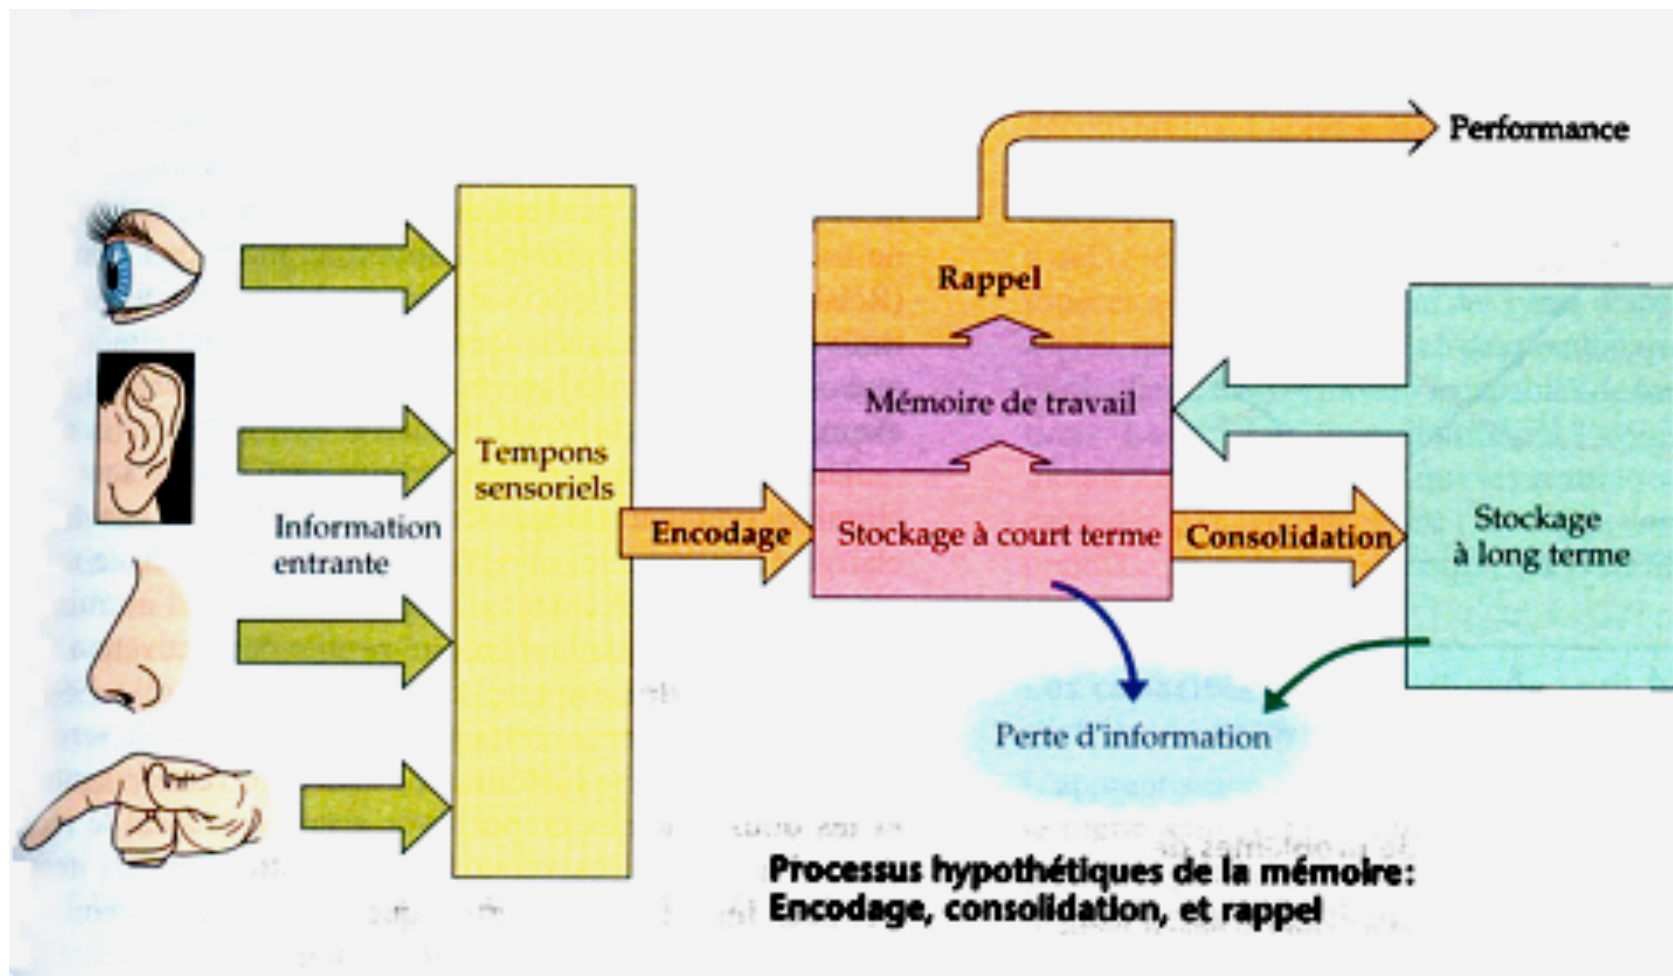 Performance
Rappel
Mémoire de travail
Tempons
sensoriels
Information
entrante
Encodage
Stockage à court terme
Consolidation
Stockage
à long terme
Perte d'information
Processus hypothétiques de la mémoire:
Encodage, consolidation, et rappel